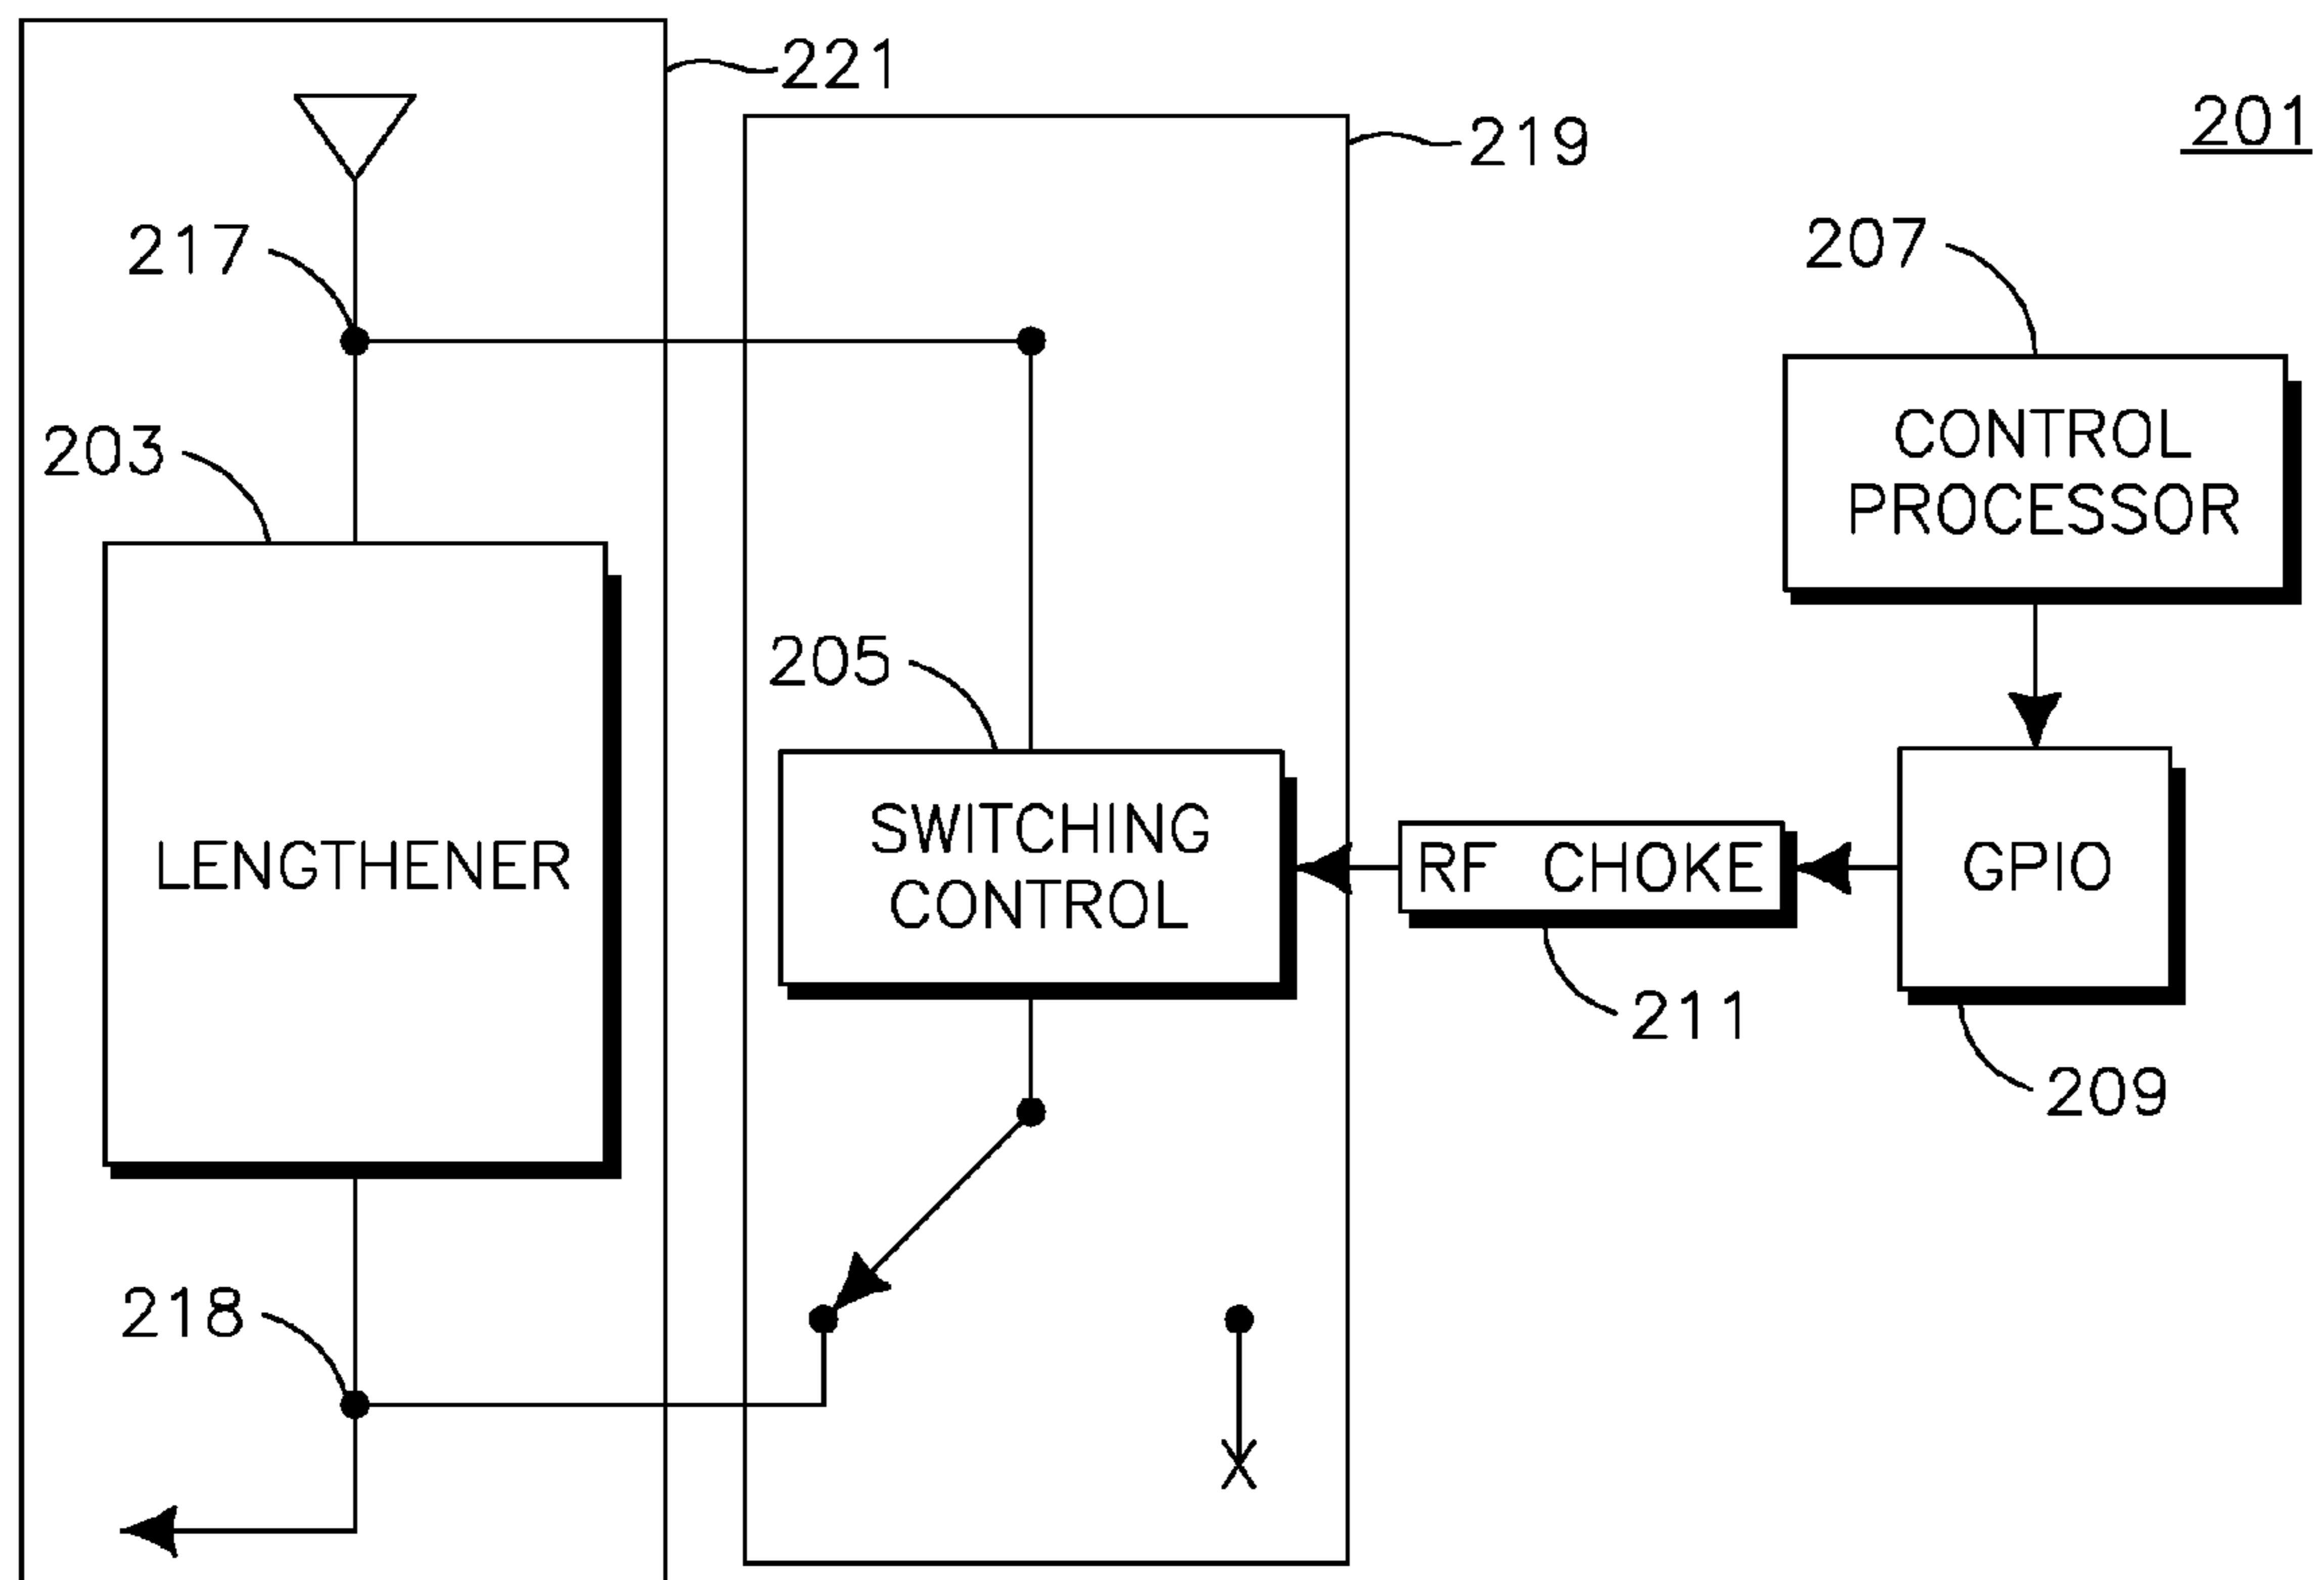 221
219
201
217
207
203
CONTROL
PROCESSOR
205
SWITCHING
CONTROL
LENGTHENER
RF CHOKE
GPIO
211
209
218
X